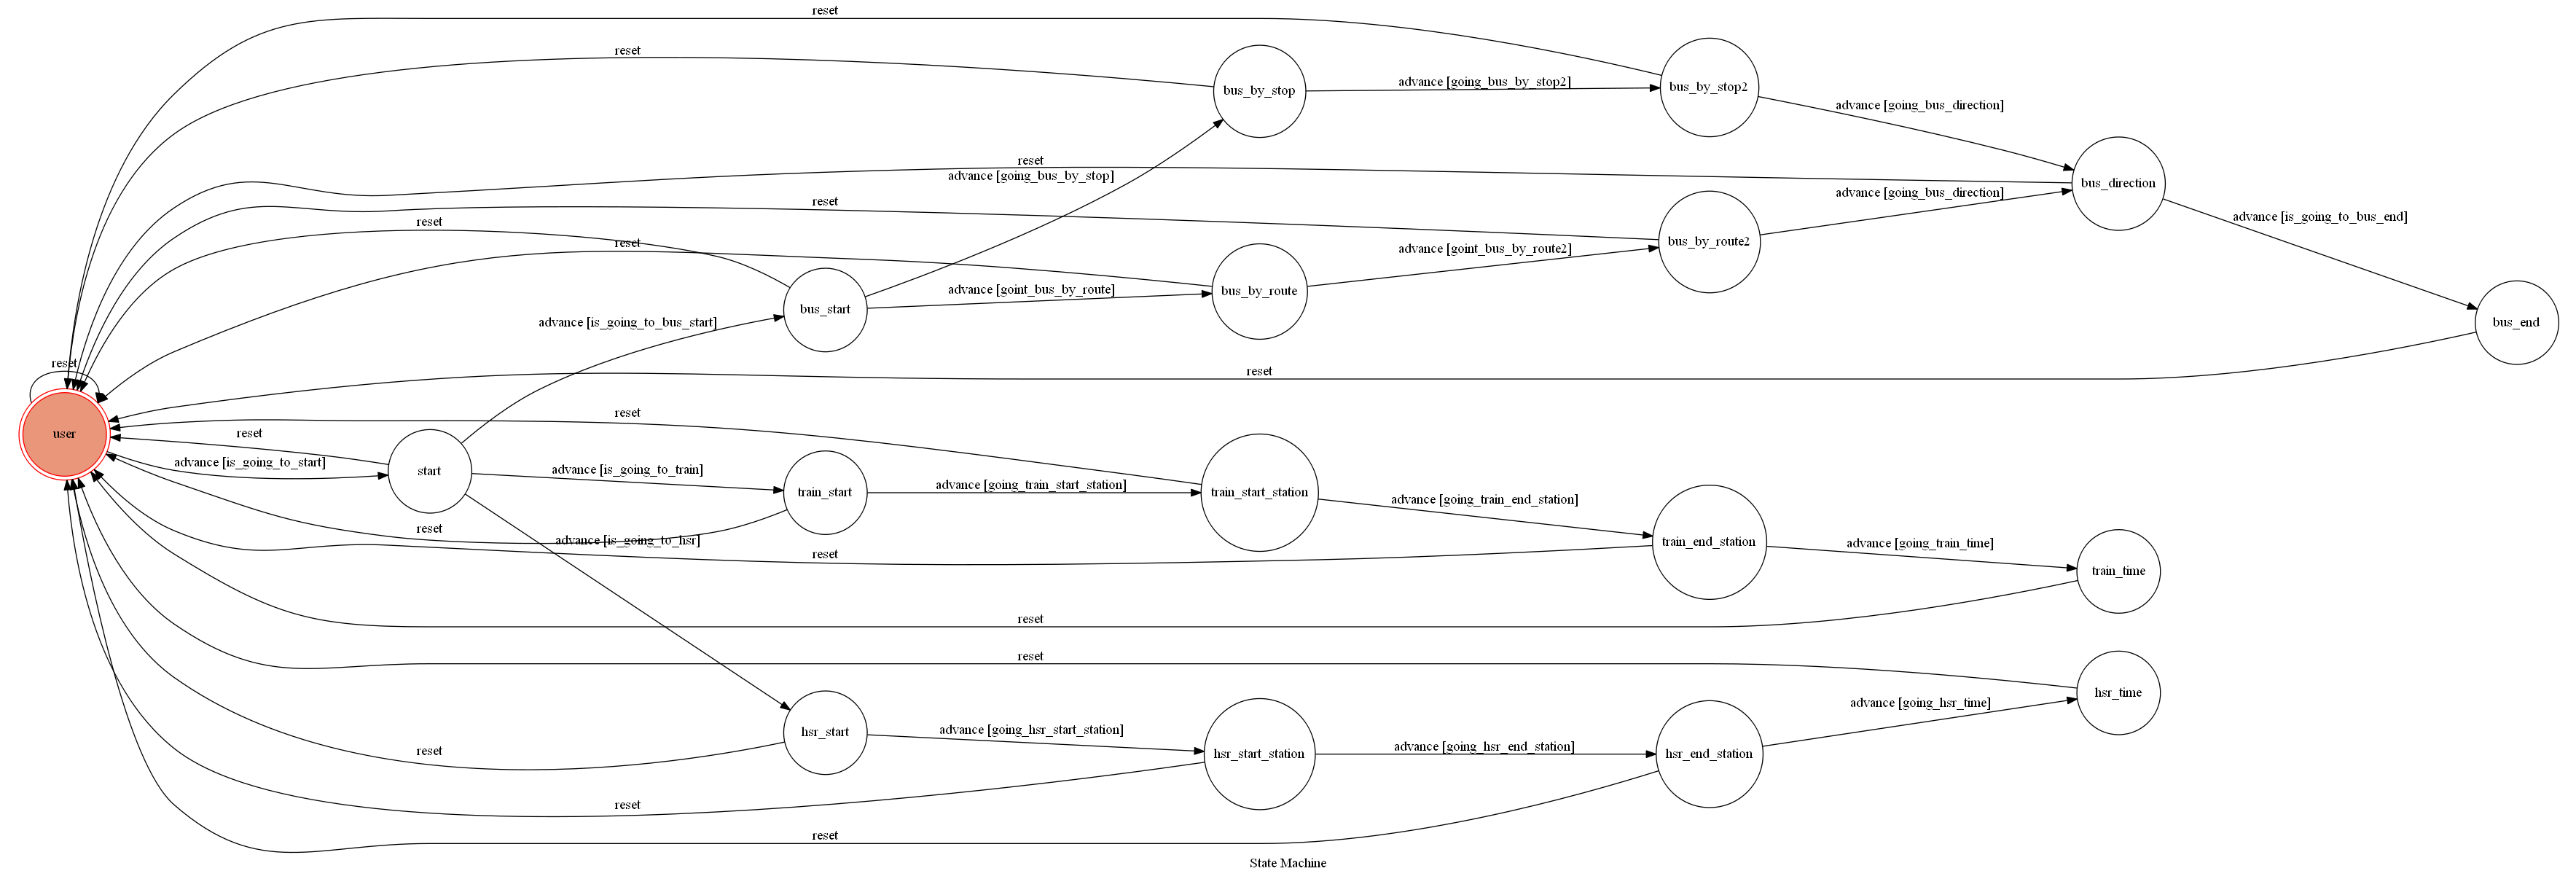 reset
reset
bus_by_stop
advance [going_bus_by_stop2]
bus_by_stop2
advance [going_bus_direction]
reset
advance [going_bus_by_stop]
bus_direction
reset
advance [going_bus_direction]
reset
advance [is_going_to_bus_end]
reset
bus_by_route2
advance [goint_bus_by_route2]
advance [goint_bus_by_route]
bus_by_route
bus_start
advance [is_going_to_bus_start]
bus_end
reset
reset
reset
user
reset
advance [is_going_to_start]
start
advance [is_going_to_train]
train_start
advance [going_train_start_station]
train_start_station
advance [going_train_end_station]
reset
advance [is_going_to_hsr]
reset
train_end_station
advance [going_train_time]
train_time
reset
reset
hsr_time
advance [going_hsr_time]
hsr_start
advance [going_hsr_start_station]
reset
hsr_start_station
advance [going_hsr_end_station]
hsr_end_station
reset
reset
State Machine